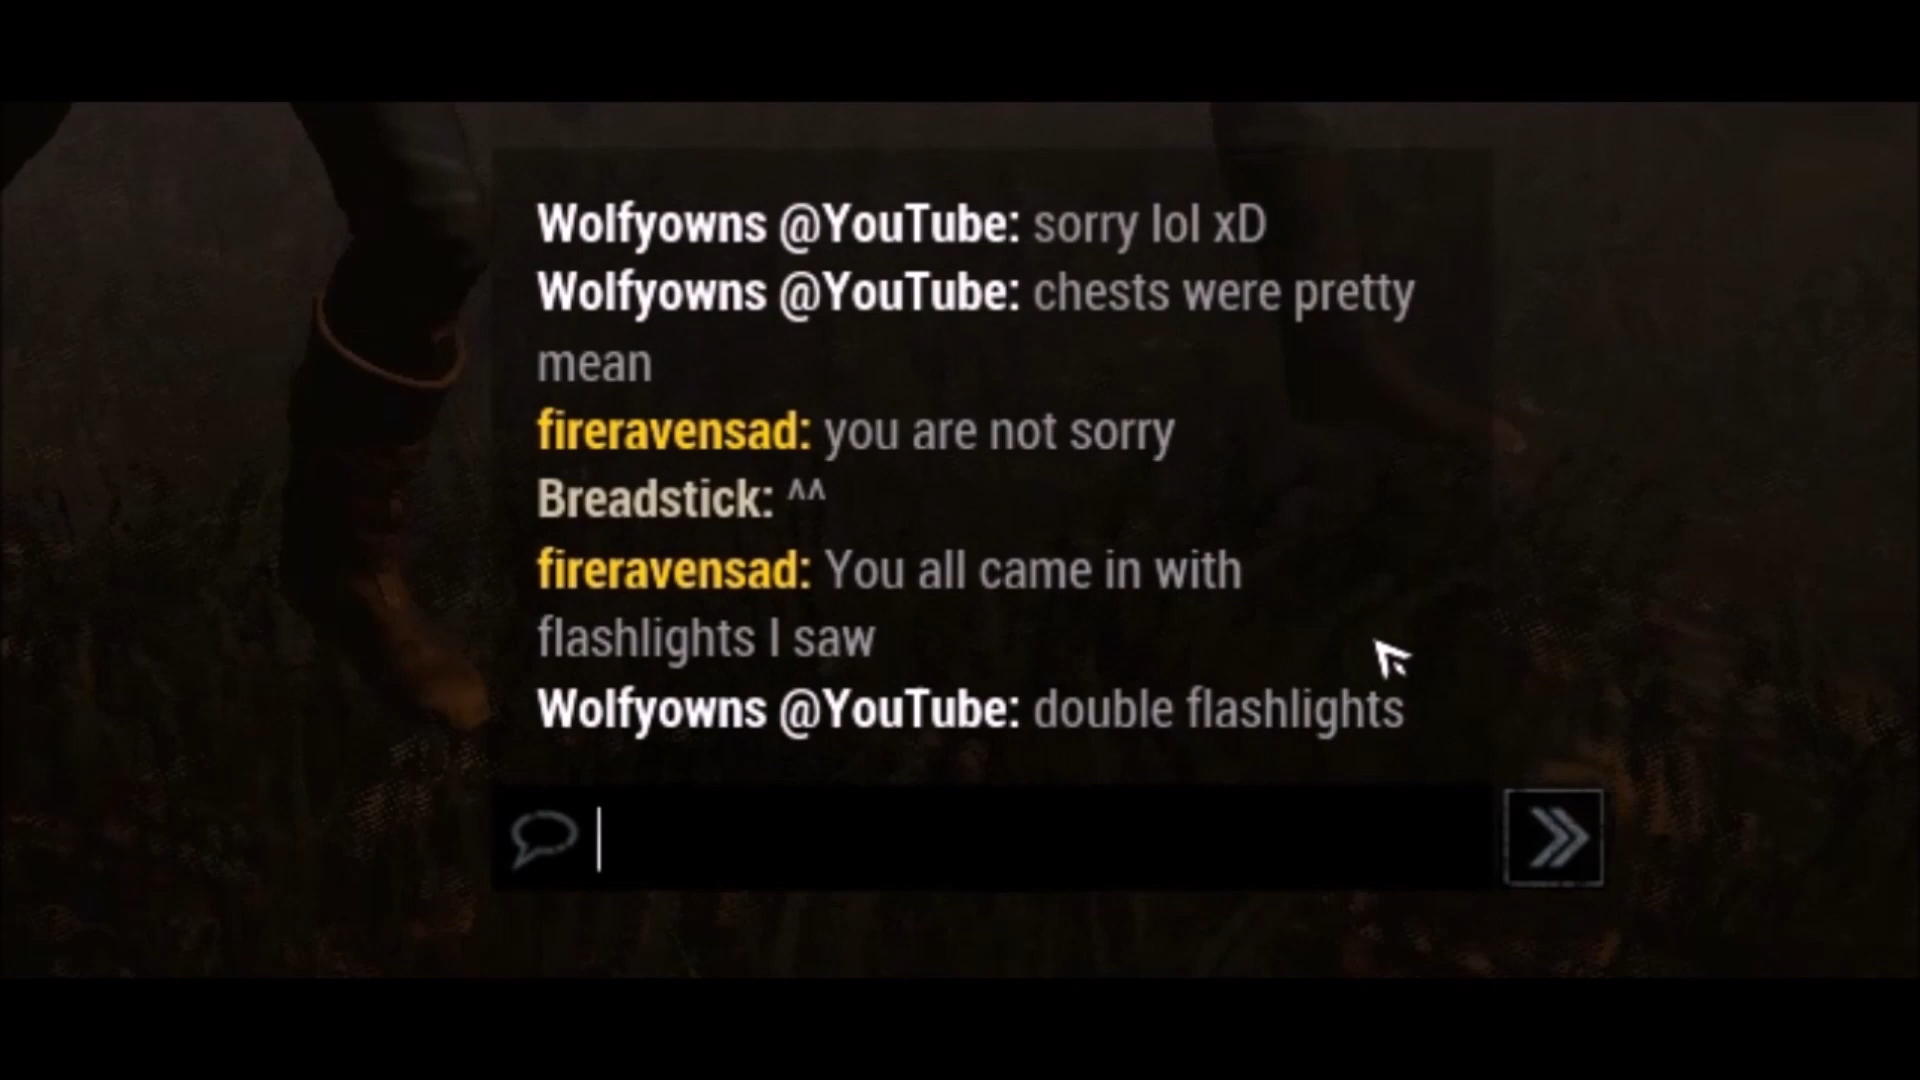 Wolfyowns @YouTube: sorry lol xD
Wolfyowns @YouTube: chests were pretty
mean
fireravensad: you are not sorry
Breadstick: ^^
fireravensad: You all came in with
flashlights I saw
Wolfyowns @YouTube: double flashlights